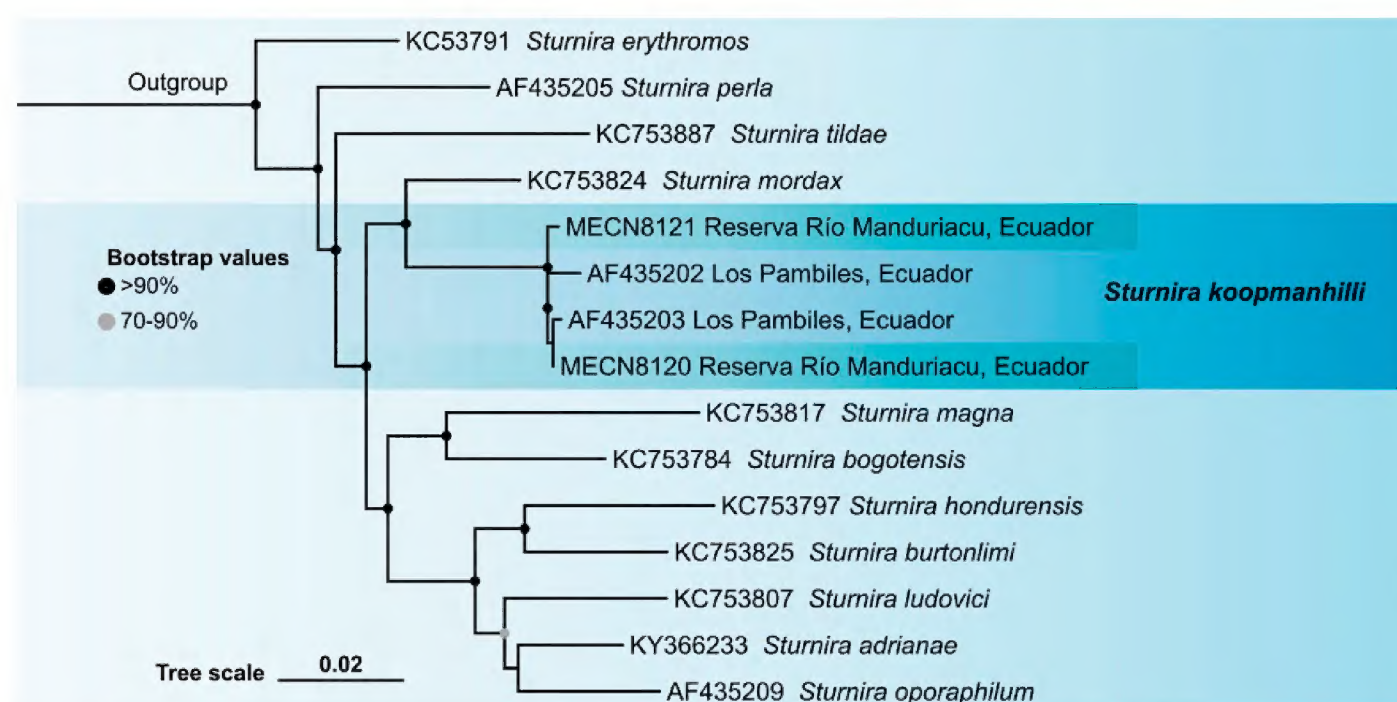 KC53791 Sturnira erythromos
Outgroup
AF435205 Sturnira perla
KC753887 Sturnira tildae
KC753824 Sturnira mordax
MECN8121 Reserva Río Manduriacu, Ecuador
Bootstrap values
>90%
70-90%
AF435202 Los Pambiles, Ecuador
Sturnira koopmanhilli
AF435203 Los Pambiles, Ecuador
MECN8120 Reserva Río Manduriacu, Ecuador
KC753817 Sturnira magna
KC753784 Sturnira bogotensis
KC753797 Sturnira hondurensis
KC753825 Sturnira burtonlimi
KC753807 Sturnira ludovici
KY366233 Sturnira adrianae
Tree scale 0.02
AF435209 Sturnira oporaphilum